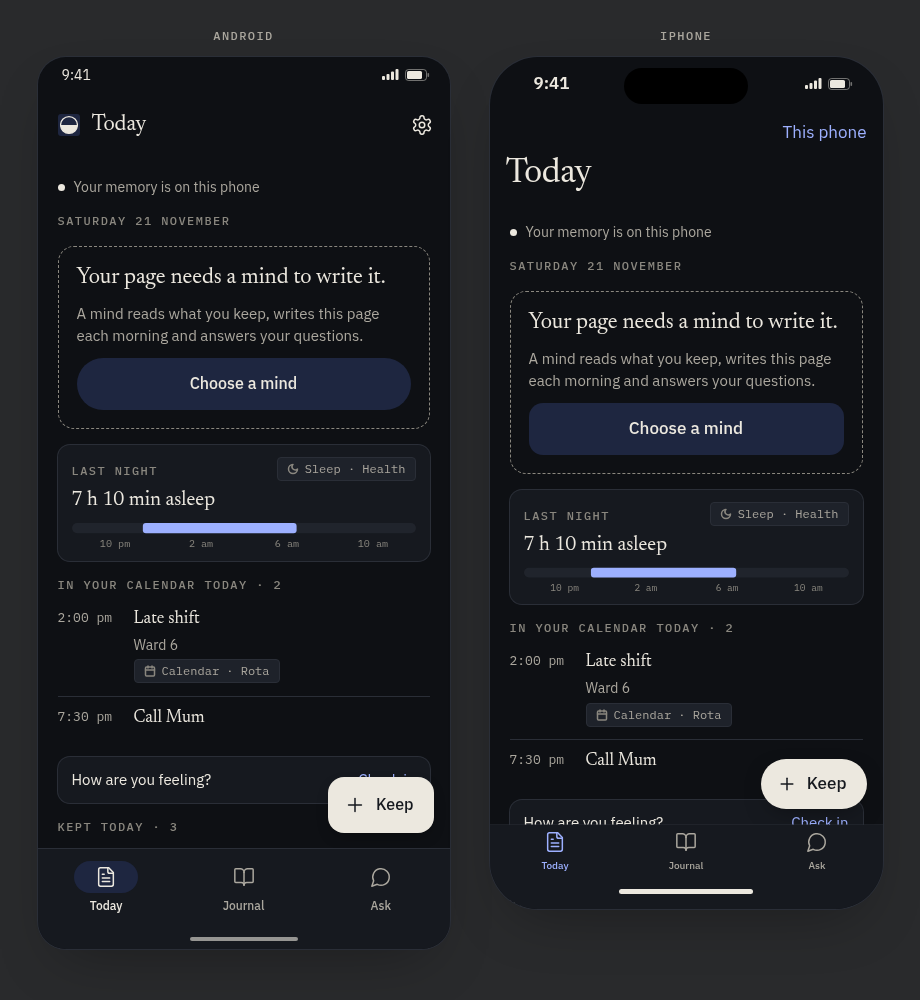 ANDROID
9:41
Today
Your memory is on this phone
SATURDAY 21 NOVEMBER
Your page needs a mind to write it.
A mind reads what you keep, writes this page
each morning and answers your questions.
Choose a mind
LAST NIGHT
Sleep · Health
7 h 10 min asleep
10 pm 2 am 6 am 10 am
IN YOUR CALENDAR TODAY · 2
2:00 pm Late shift
Ward 6
Calendar · Rota
7:30 pm Call Mum
How are you feeling?
Keep
KEPT TODAY · 3
Today Journal Ask
IPHONE
9:41
This phone
Today
Your memory is on this phone
SATURDAY 21 NOVEMBER
Your page needs a mind to write it.
A mind reads what you keep, writes this page
each morning and answers your questions.
Choose a mind
LAST NIGHT
Sleep · Health
7 h 10 min asleep
10 pm 2 am 6 am 10 am
IN YOUR CALENDAR TODAY · 2
2:00 pm Late shift
Ward 6
Calendar · Rota
7:30 pm Call Mum
Keep
How are you feeling? Check in
Today Journal Ask